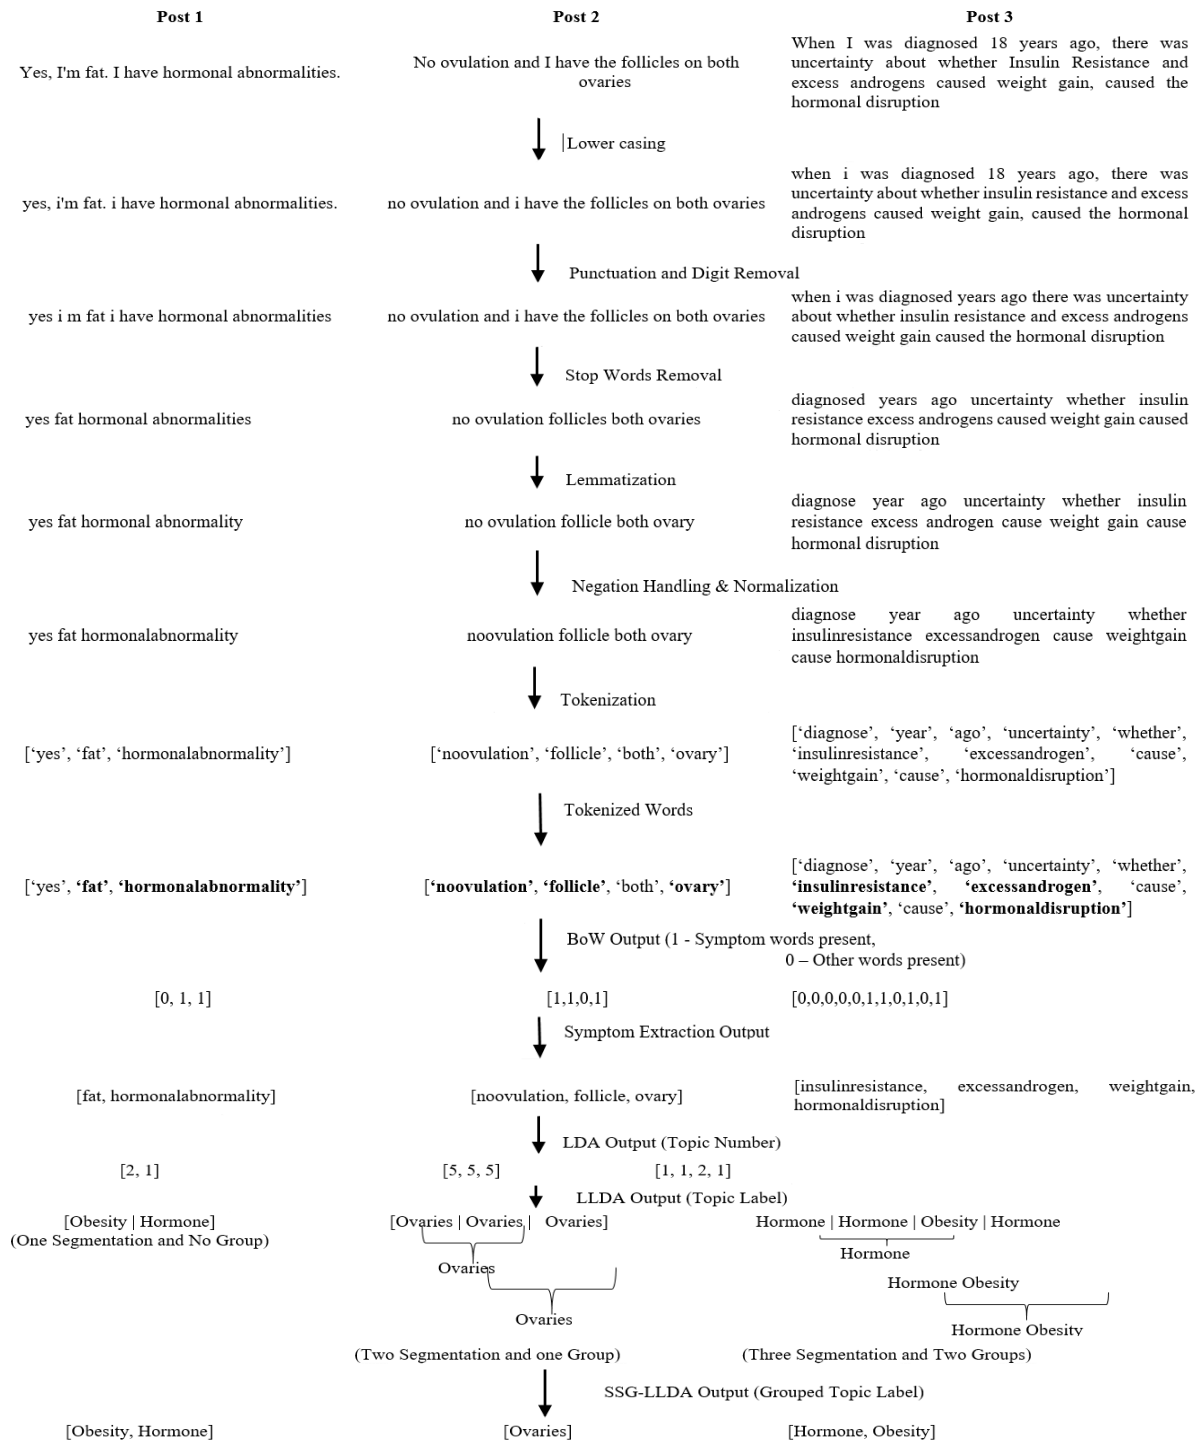 Post 1
Post 2
Post 3
Yes, I'm fat. I have hormonal abnormalities.
No ovulation and I have the follicles on both
ovaries
When I was diagnosed 18 years ago, there was
uncertainty about whether Insulin Resistance and
excess androgens caused weight gain, caused the
hormonal disruption
|Lower casing
yes, i'm fat. i have hormonal abnormalities.
no ovulation and i have the follicles on both ovaries
when i was diagnosed 18 years ago, there was
uncertainty about whether insulin resistance and excess
androgens caused weight gain, caused the hormonal
disruption
Punctuation and Digit Removal
yes i m fat i have hormonal abnormalities
no ovulation and i have the follicles on both ovaries
when i was diagnosed years ago there was uncertainty
about whether insulin resistance and excess androgens
caused weight gain caused the hormonal disruption
Stop Words Removal
yes fat hormonal abnormalities
no ovulation follicles both ovaries
diagnosed years ago uncertainty whether insulin
resistance excess androgens caused weight gain caused
hormonal disruption
Lemmatization
yes fat hormonal abnormality
no ovulation follicle both ovary
diagnose year ago uncertainty whether insulin
resistance excess androgen cause weight gain cause
hormonal disruption
Negation Handling & Normalization
yes fat hormonalabnormality
noovulation follicle both ovary
diagnose year ago uncertainty whether
insulinresistance excessandrogen cause weightgain
cause hormonaldisruption
Tokenization
[‘yes’, ‘fat’, ‘hormonalabnormality’]
[‘noovulation’, ‘follicle’, ‘both’, ‘ovary’]
[‘diagnose’, ‘year’, ‘ago’, ‘uncertainty’, ‘whether’,
‘insulinresistance’, ‘excessandrogen’, ‘cause’,
‘weightgain’, ‘cause’, ‘hormonaldisruption’]
Tokenized Words
[‘yes’, ‘fat’, ‘hormonalabnormality’]
[‘noovulation’, ‘follicle’, ‘both’, ‘ovary’]
[‘diagnose’, ‘year’, ‘ago’, ‘uncertainty’, ‘whether’,
‘insulinresistance’, ‘excessandrogen’, ‘cause’,
‘weightgain’, ‘cause’, ‘hormonaldisruption’]
BoW Output (1 - Symptom words present,
0 – Other words present)
[0, 1, 1]
[1,1,0,1]
[0,0,0,0,0,1,1,0,1,0,1]
Symptom Extraction Output
[fat, hormonalabnormality]
[noovulation, follicle, ovary]
[insulinresistance, excessandrogen, weightgain,
hormonaldisruption]
LDA Output (Topic Number)
[2, 1]
[5, 5, 5]
[1, 1, 2, 1]
LLDA Output (Topic Label)
[Obesity | Hormone]
(One Segmentation and No Group)
[Ovaries | Ovaries | Ovaries]
Ovaries
Ovaries
(Two Segmentation and one Group)
Hormone | Hormone | Obesity | Hormone
Hormone
Hormone Obesity
Hormone Obesity
(Three Segmentation and Two Groups)
SSG-LLDA Output (Grouped Topic Label)
[Obesity, Hormone]
[Ovaries]
[Hormone, Obesity]